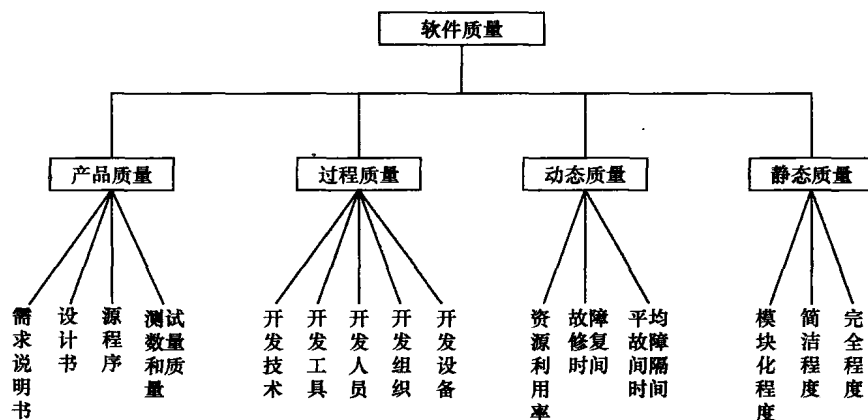 软件质量
产品质量
过程质量
动态质量
静态质量
需求说明书
设计书
源程序
测试数量和质量
开发技术
开发工具
开发人员
开发组织
开发设备
资源利用率
故障修复时间
平均故障间隔时间
模块化程度
简洁程度
完全程度